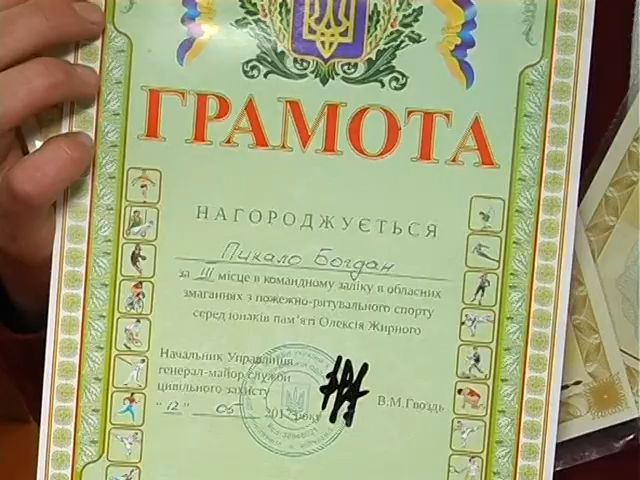 ГРАМОТА
НАГОРОДЖУЄТЬСЯ
Пикало Богдан
за III місце в командному заліку в обласних
змаганнях з пожежно-рятувального спорту
серед юнаків пам'яті Олексія Жирного
Начальник Управління
генерал-майор служби
цивільного захисту
В.М.Гвоздь
"12" 05 року